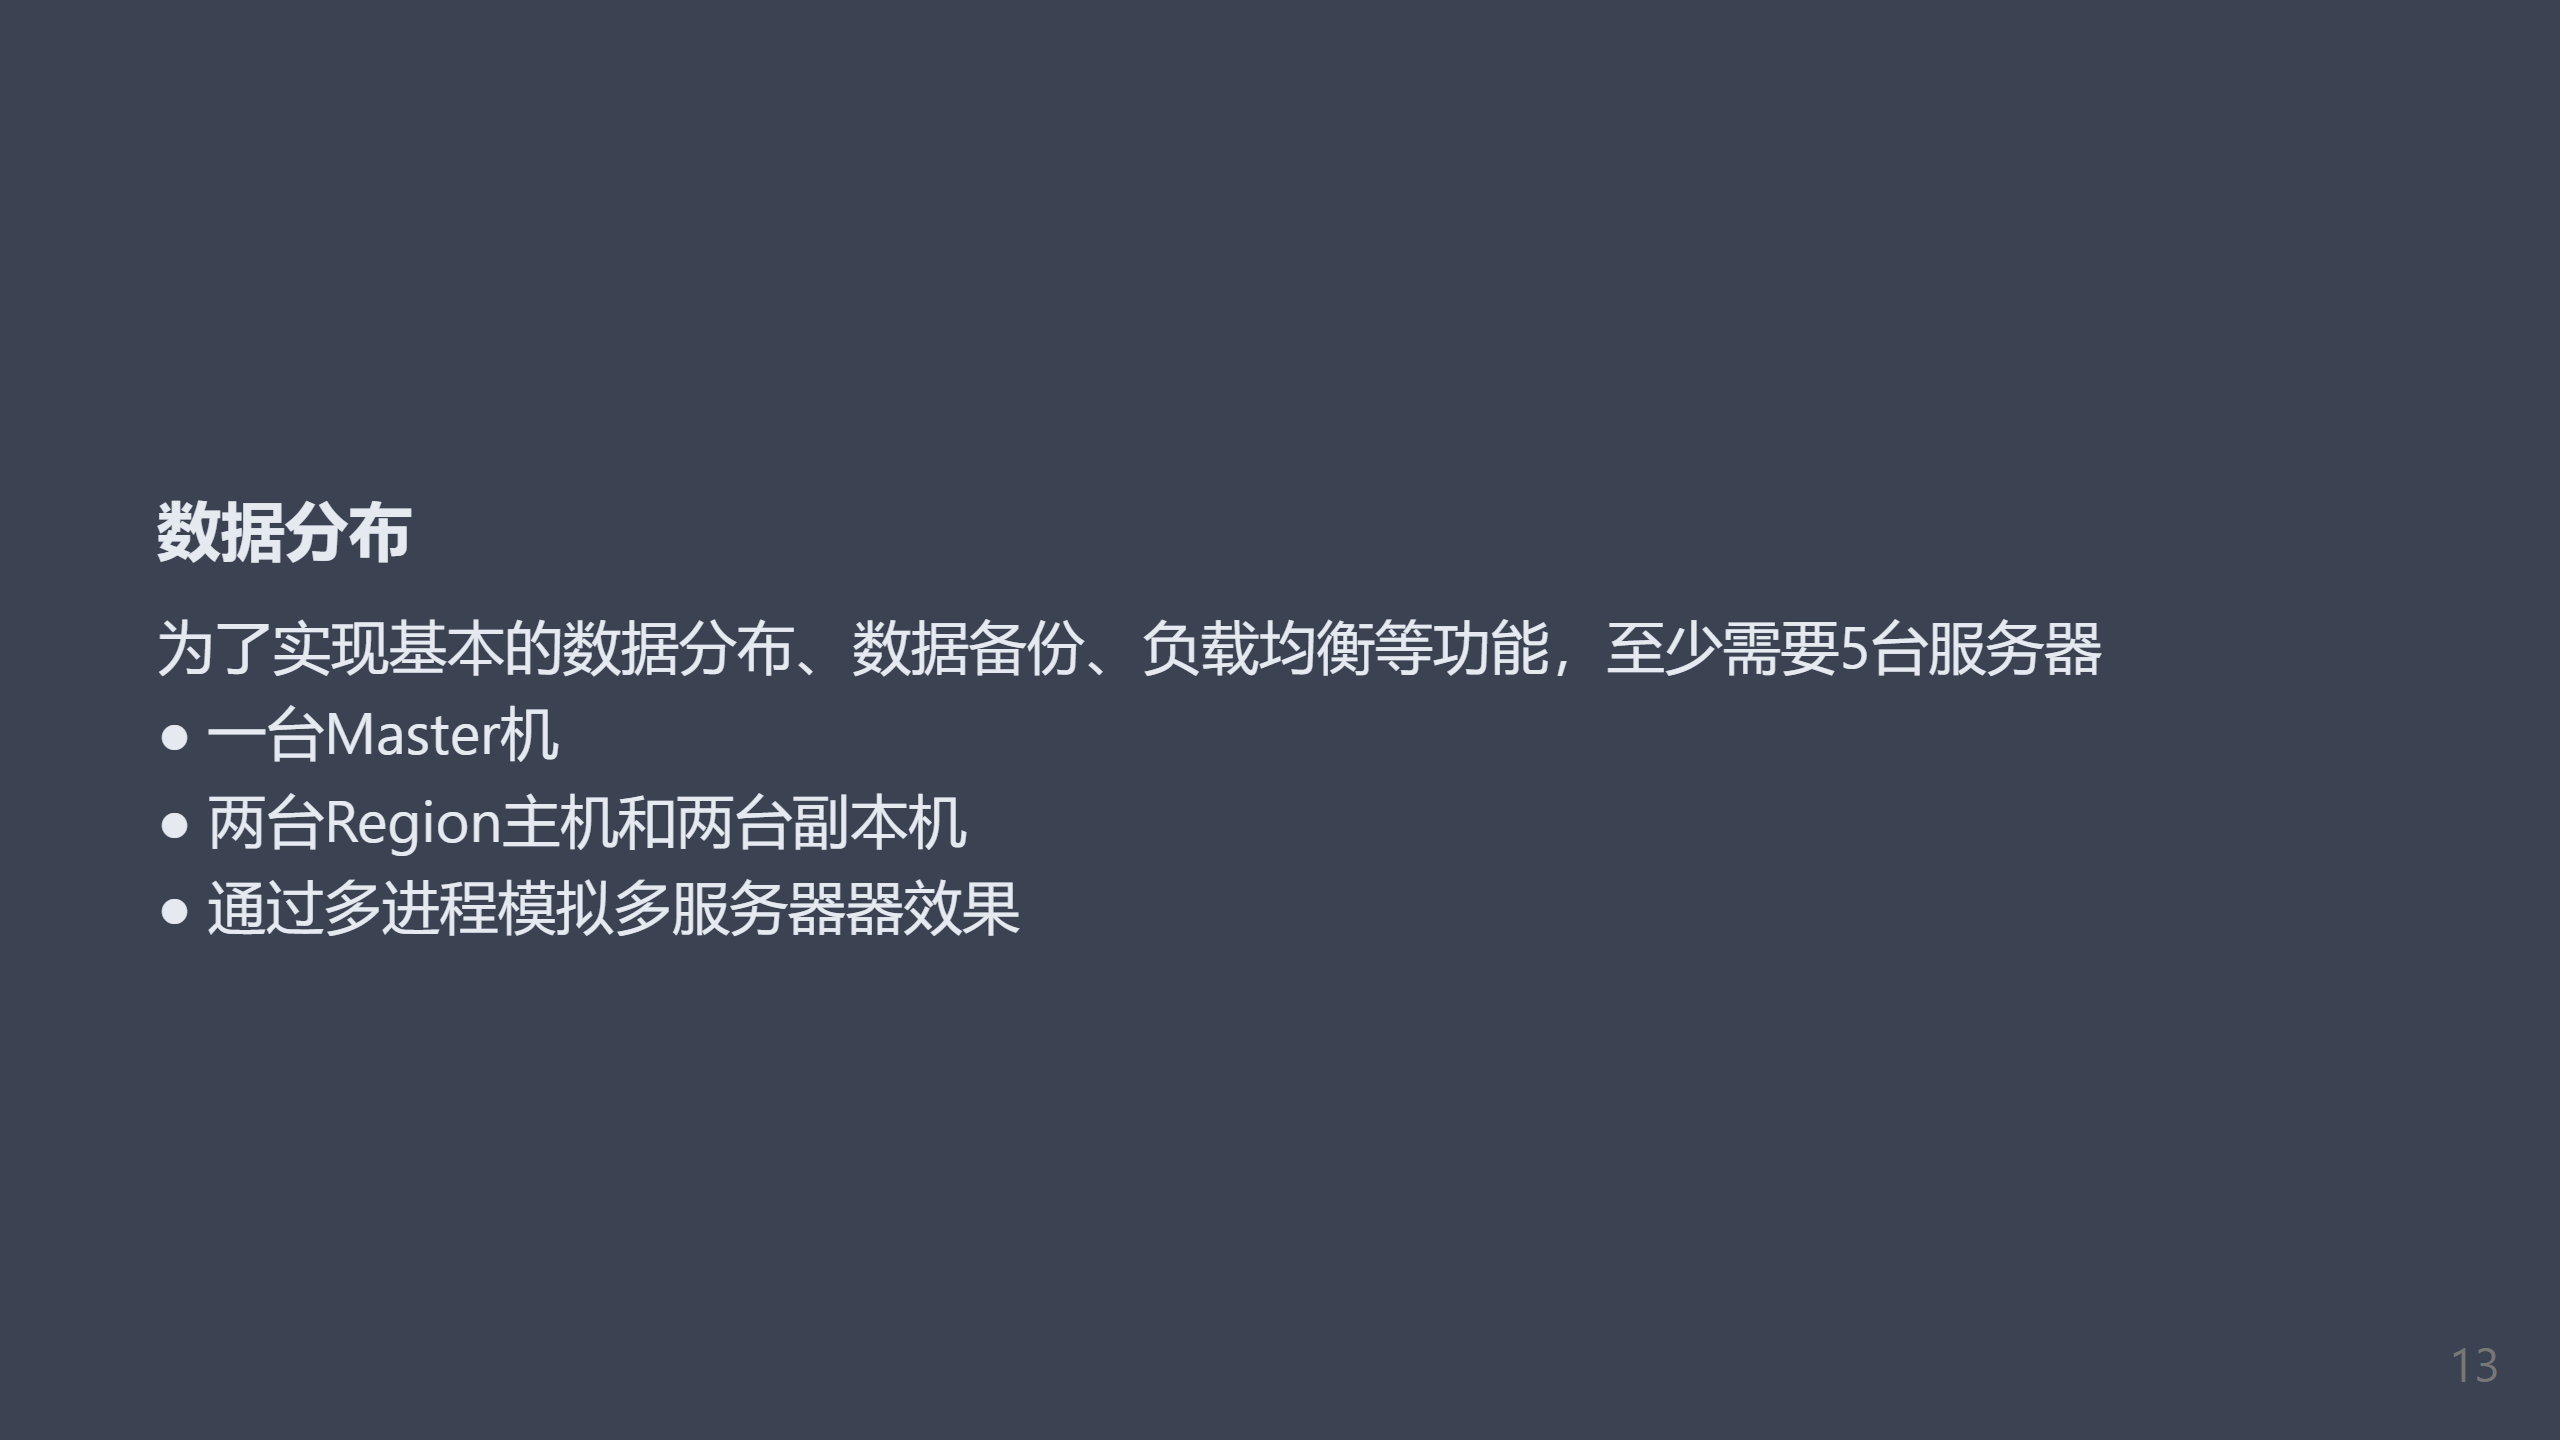 数据分布
为了实现基本的数据分布、数据备份、负载均衡等功能，至少需要5台服务器
● 一台Master机
● 两台Region主机和两台副本机
● 通过多进程模拟多服务器器效果
13